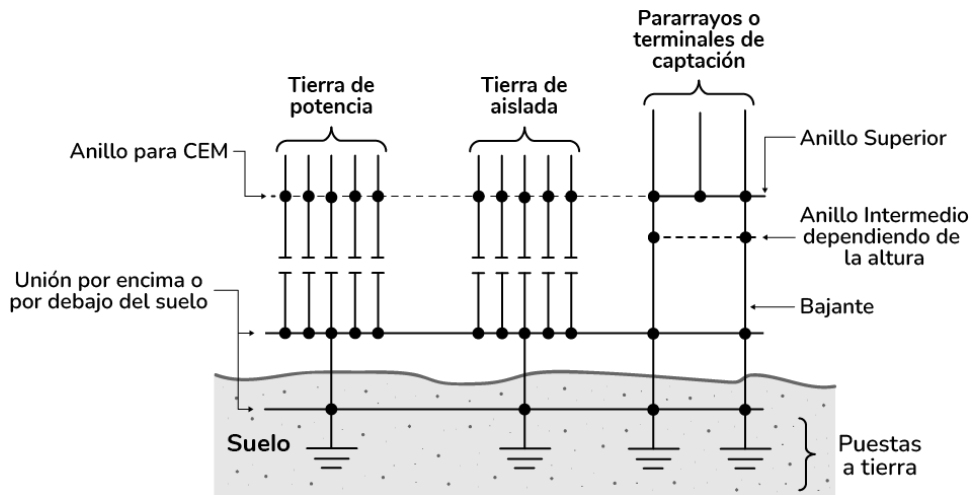 Pararrayos o
terminales de
captación
Tierra de
potencia
Tierra de
aislada
Anillo para CEM
Anillo Superior
Anillo Intermedio
dependiendo de
la altura
Unión por encima o
por debajo del suelo
Bajante
Suelo
Puestas
a tierra